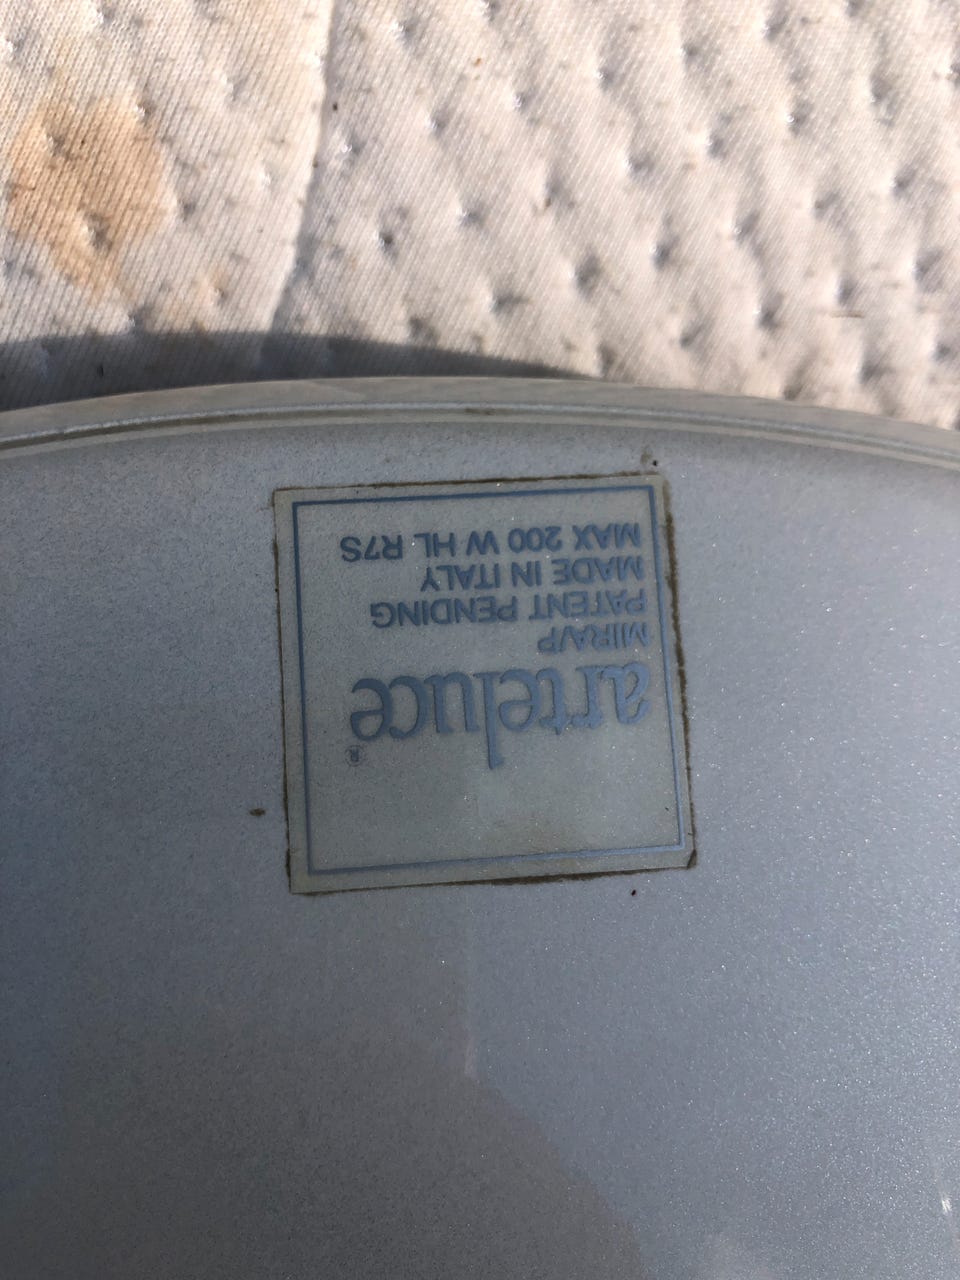 arteluce®
MIRA/P
PATENT PENDING
MADE IN ITALY
MAX 200 W HL R7S